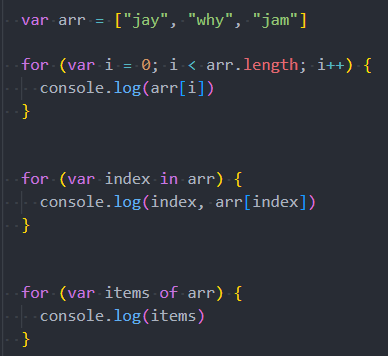 var arr = ["jay", "why", "jam"]
for (var i = 0; i < arr.length; i++) {
  console.log(arr[i])
}
for (var index in arr) {
  console.log(index, arr[index])
}
for (var items of arr) {
  console.log(items)
}